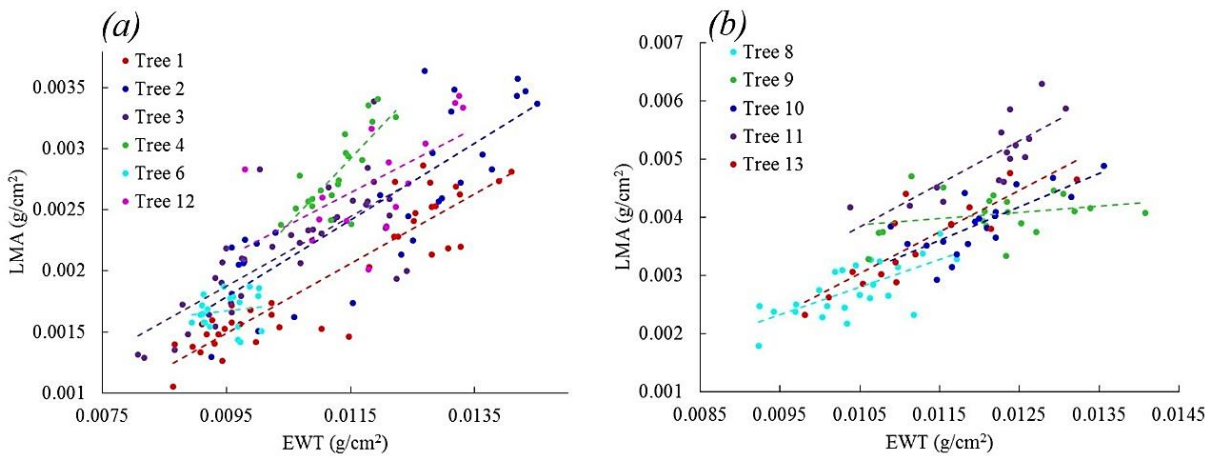 (a)
LMA (g/cm²)
0.0035
0.003
0.0025
0.002
0.0015
0.001
Tree 1
Tree 2
Tree 3
Tree 4
Tree 6
Tree 12
0.0075 0.0095 0.0115 0.0135
EWT (g/cm²)
(b)
LMA (g/cm²)
0.007
0.006
0.005
0.004
0.003
0.002
0.001
Tree 8
Tree 9
Tree 10
Tree 11
Tree 13
0.0085 0.0095 0.0105 0.0115 0.0125 0.0135 0.0145
EWT (g/cm²)